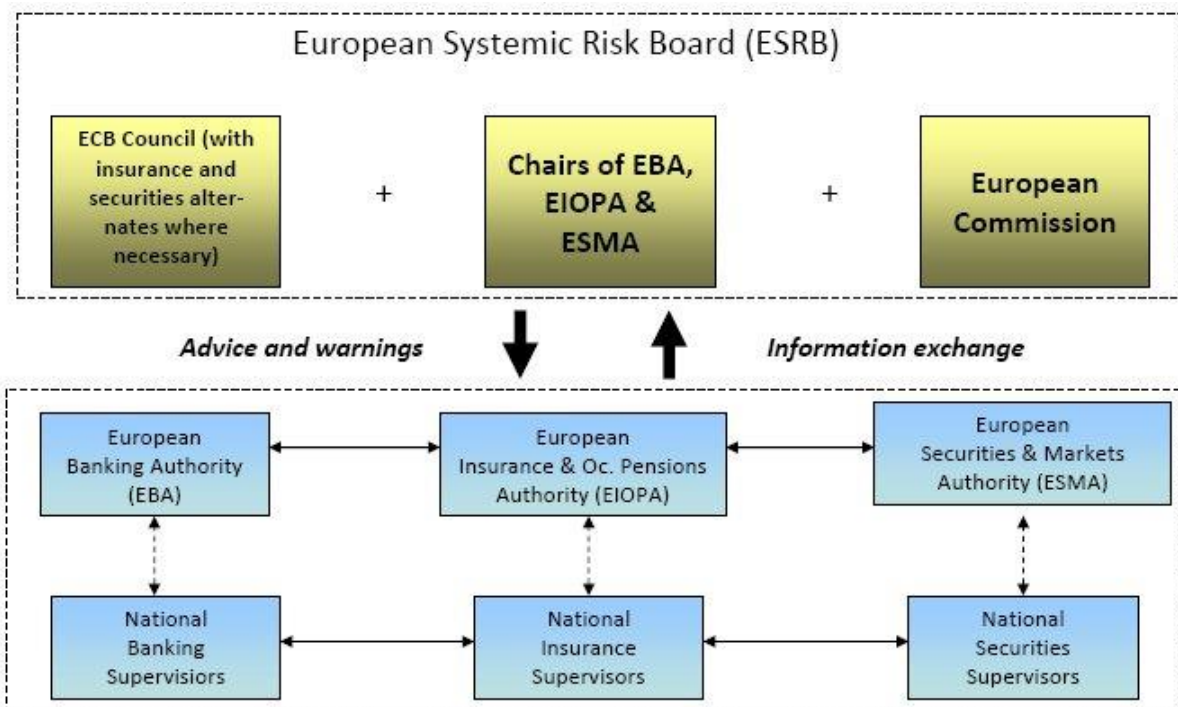 European Systemic Risk Board (ESRB)
ECB Council (with
insurance and
securities alter-
nates where
necessary)
+
Chairs of EBA,
EIOPA &
ESMA
+
European
Commission
Advice and warnings
Information exchange
European
Banking Authority
(EBA)
European
Insurance & Oc. Pensions
Authority (EIOPA)
European
Securities & Markets
Authority (ESMA)
National
Banking
Supervisiors
National
Insurance
Supervisors
National
Securities
Supervisors